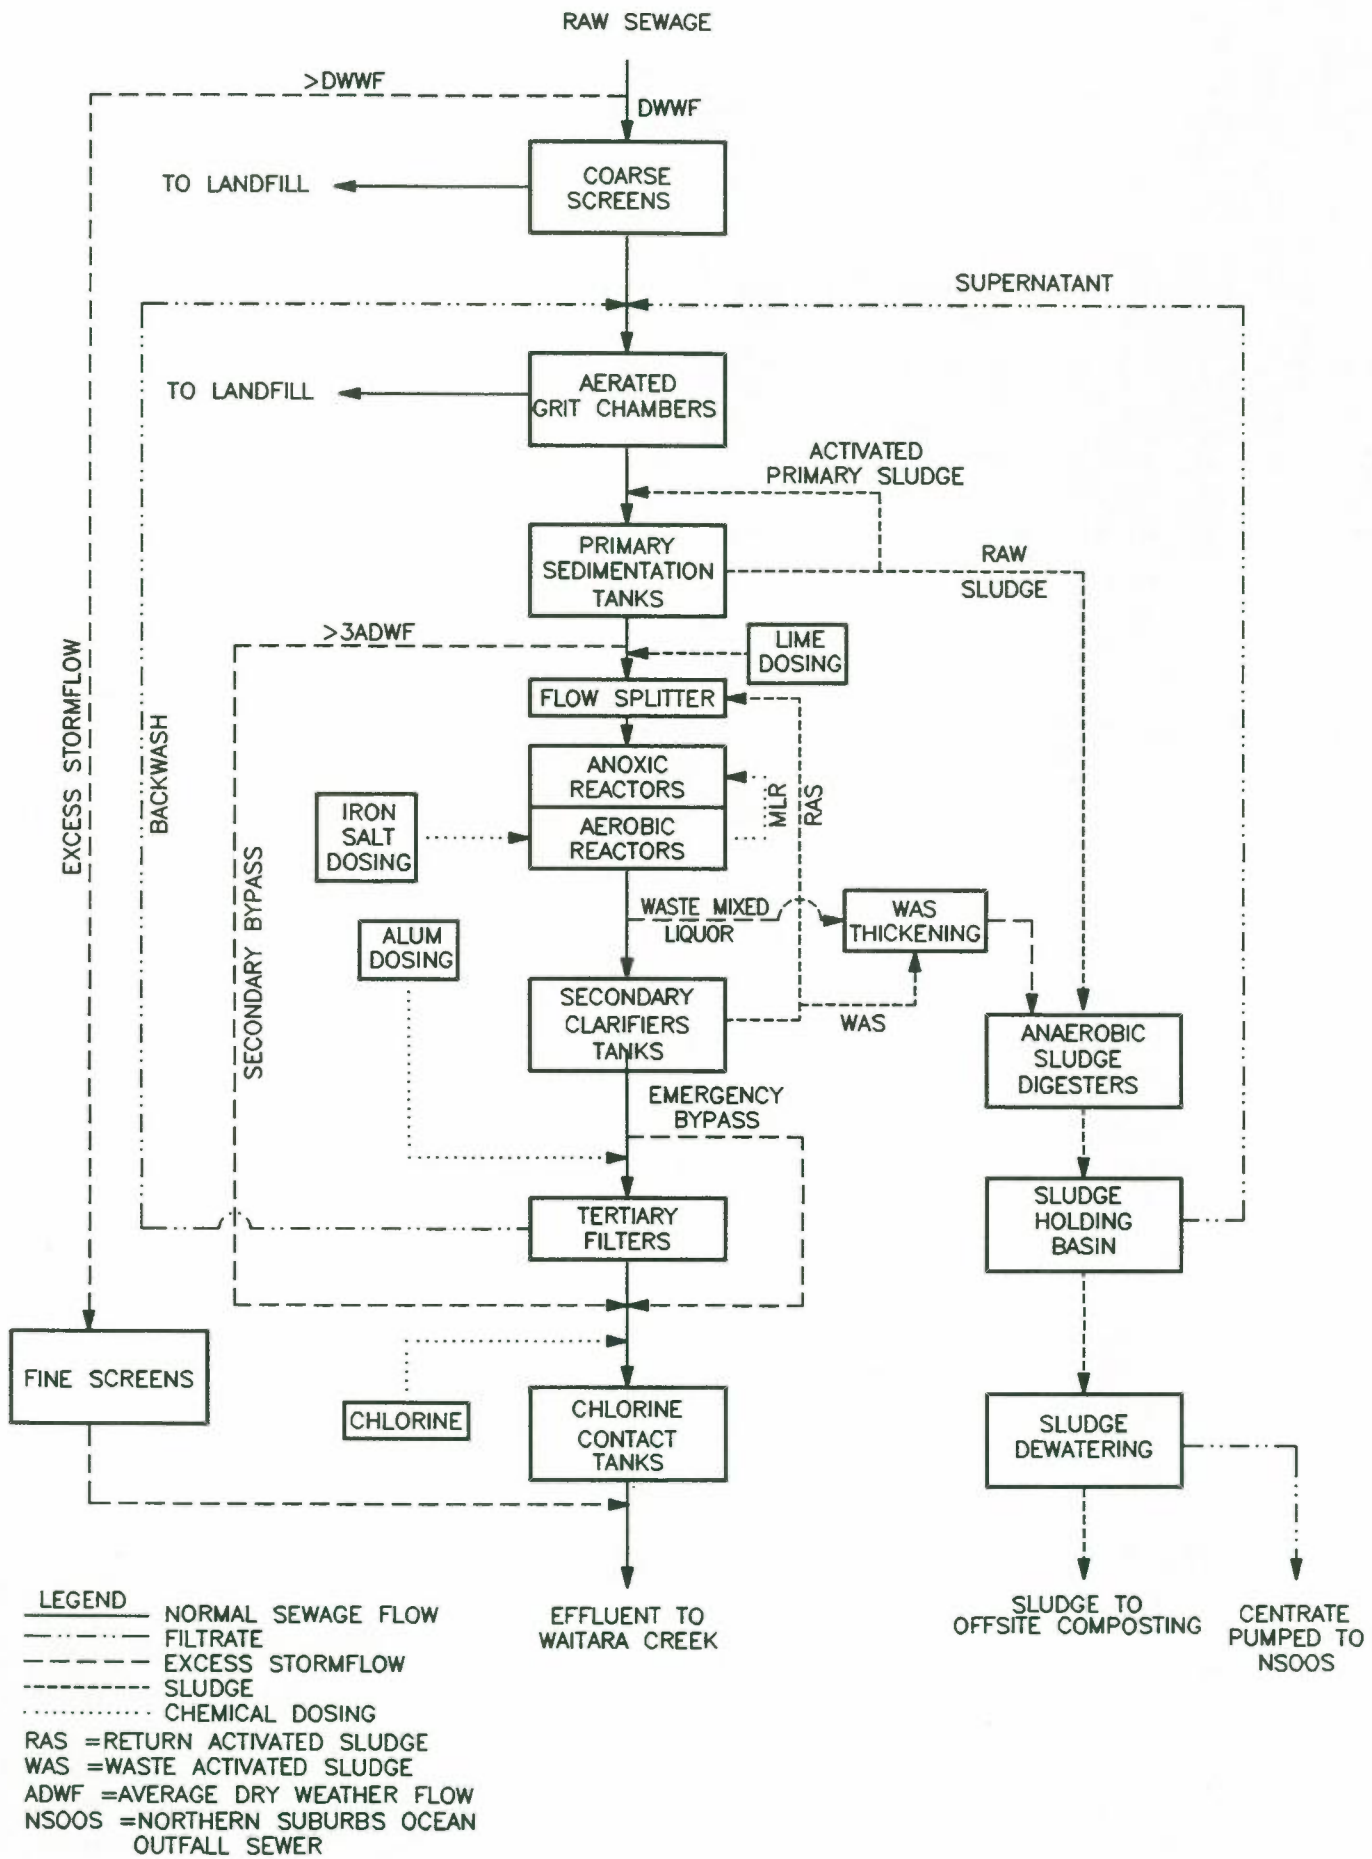 RAW SEWAGE
>DWWF
DWWF
COARSE
SCREENS
TO LANDFILL
SUPERNATANT
AERATED
GRIT CHAMBERS
TO LANDFILL
ACTIVATED
PRIMARY SLUDGE
PRIMARY
SEDIMENTATION
TANKS
RAW
SLUDGE
>3ADWF
LIME
DOSING
FLOW SPLITTER
EXCESS STORMFLOW
BACKWASH
SECONDARY BYPASS
ANOXIC
REACTORS
MLR
RAS
IRON
SALT
DOSING
AEROBIC
REACTORS
WASTE MIXED
LIQUOR
WAS
THICKENING
ALUM
DOSING
SECONDARY
CLARIFIERS
TANKS
WAS
ANAEROBIC
SLUDGE
DIGESTERS
EMERGENCY
BYPASS
TERTIARY
FILTERS
SLUDGE
HOLDING
BASIN
FINE SCREENS
CHLORINE
CHLORINE
CONTACT
TANKS
SLUDGE
DEWATERING
EFFLUENT TO
WAITARA CREEK
SLUDGE TO
OFFSITE COMPOSTING
CENTRATE
PUMPED TO
NSOOS
LEGEND
NORMAL SEWAGE FLOW
FILTRATE
EXCESS STORMFLOW
SLUDGE
CHEMICAL DOSING
RAS =RETURN ACTIVATED SLUDGE
WAS =WASTE ACTIVATED SLUDGE
ADWF =AVERAGE DRY WEATHER FLOW
NSOOS =NORTHERN SUBURBS OCEAN
OUTFALL SEWER